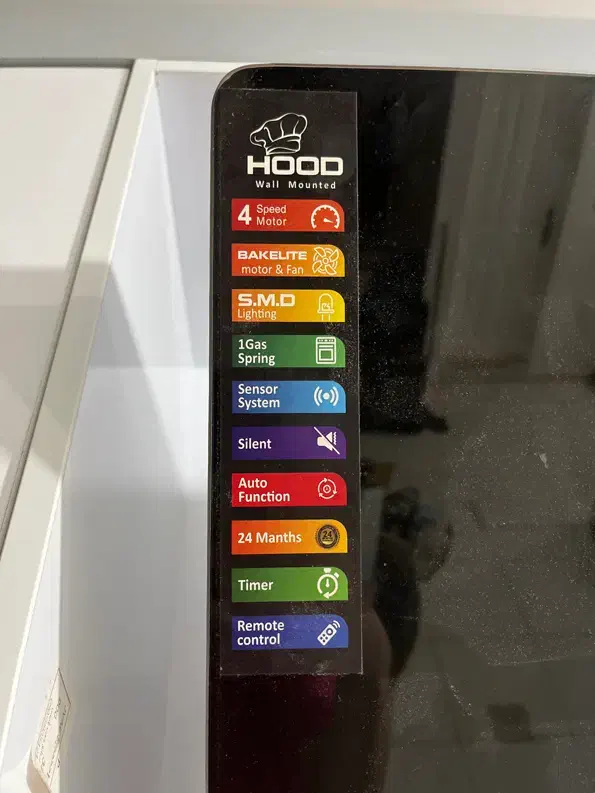 HOOD
Wall Mounted
4 Speed
Motor
BAKELITE
motor & Fan
S.M.D
Lighting
1Gas
Spring
Sensor
System
Silent
Auto
Function
24 Manths
24
Timer
Remote
control